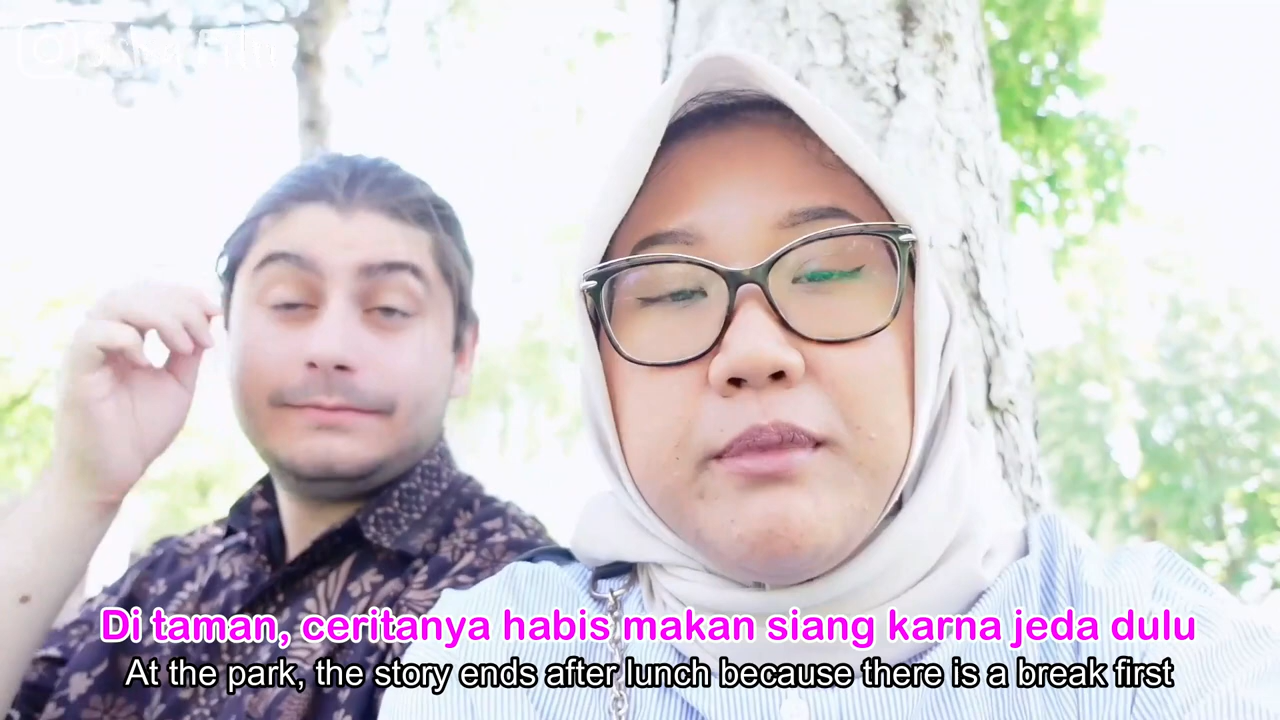 Di taman, ceritanya habis makan siang karna jeda dulu
At the park, the story ends after lunch because there is a break first